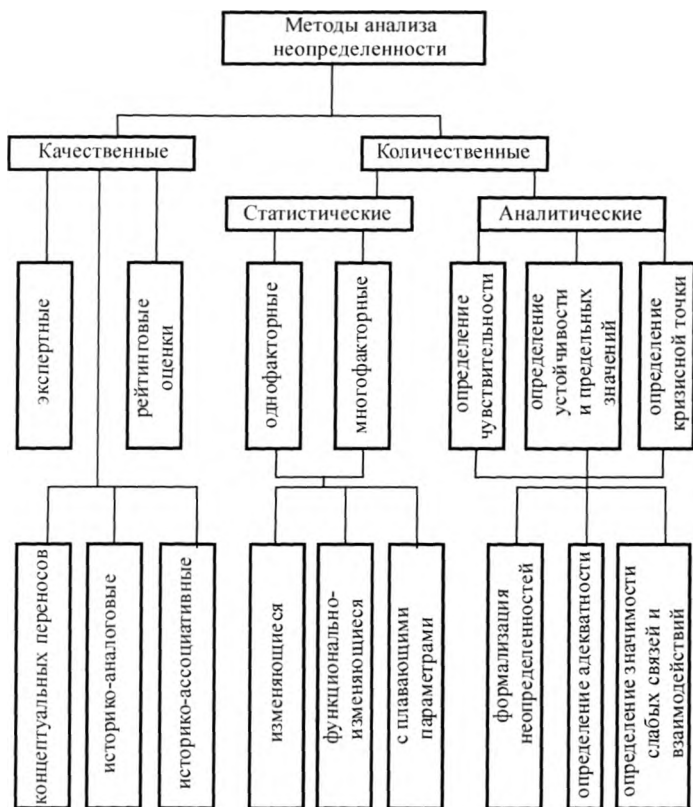 Методы анализа
неопределенности
Качественные
Количественные
Статистические
Аналитические
экспертные
рейтинговые
оценки
однофакторные
многофакторные
определение
чувствительности
определение
устойчивости
и предельных
значений
определение
кризисной точки
концептуальных переносов
историко-аналоговые
историко-ассоциативные
изменяющиеся
функционально-
изменяющиеся
с плавающими
параметрами
формализация
неопределенностей
определение адекватности
определение значимости
слабых связей и
взаимодействий